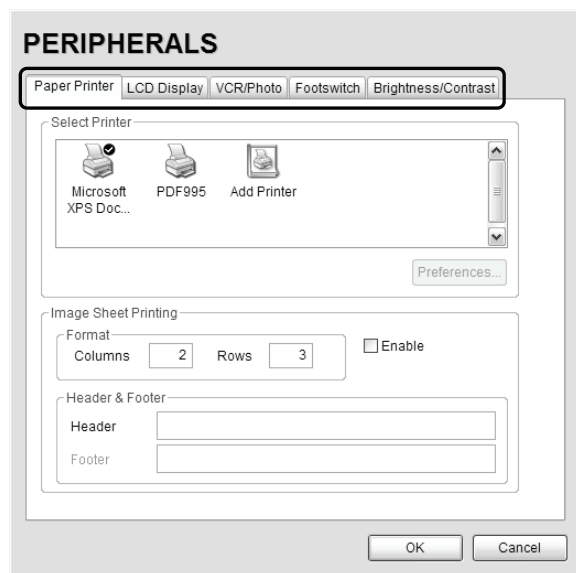 PERIPHERALS
Paper Printer LCD Display VCR/Photo Footswitch Brightness/Contrast
Select Printer
Microsoft PDF995 Add Printer
XPS Doc...
Preferences...
Image Sheet Printing
Format
Columns 2 Rows 3 Enable
Header & Footer
Header
Footer
OK Cancel